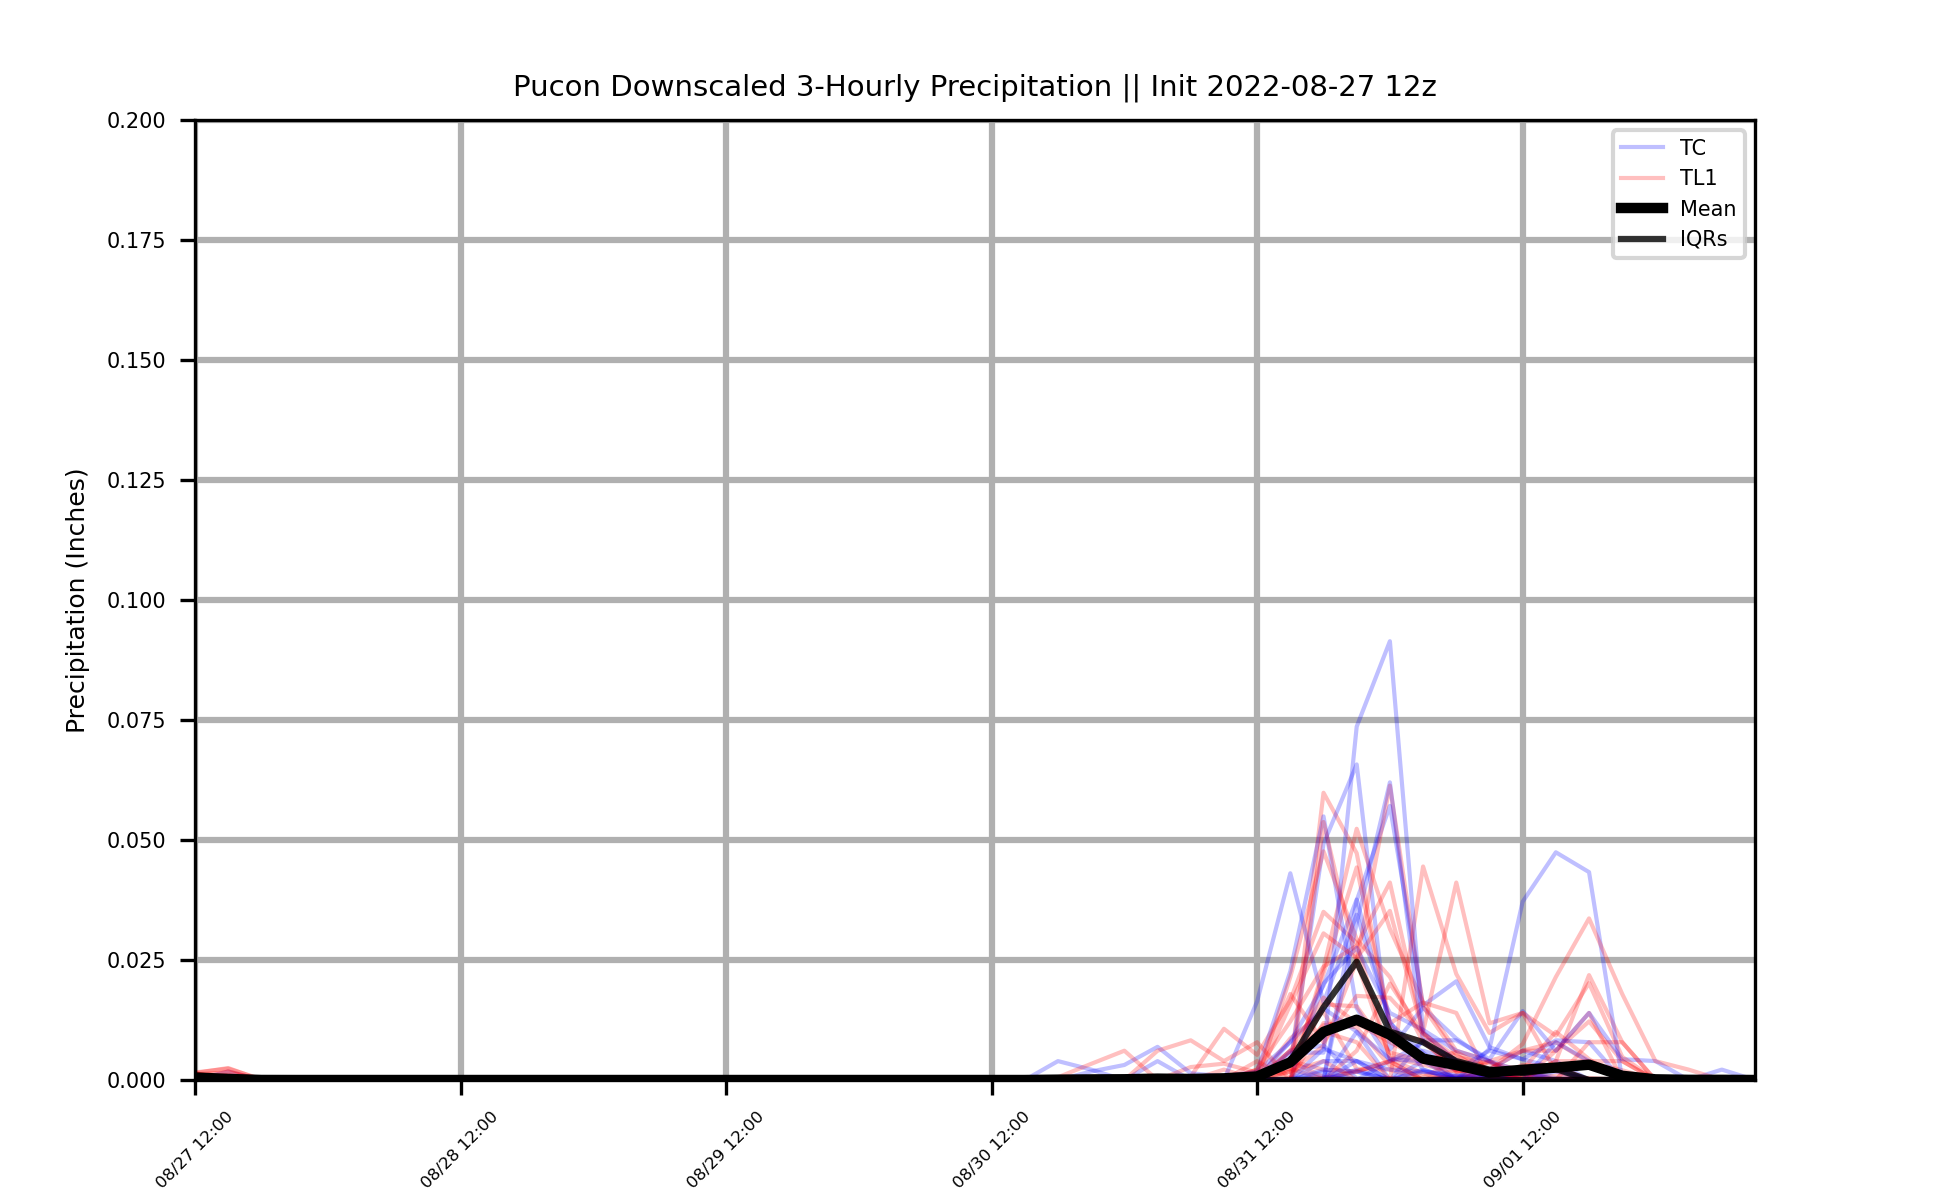 Pucon Downscaled 3-Hourly Precipitation || Init 2022-08-27 12z
0.200
0.175
0.150
0.125
0.100
0.075
0.050
0.025
0.000
Precipitation (Inches)
TC
TL1
Mean
IQRs
08/27 12:00
08/28 12:00
08/29 12:00
08/30 12:00
08/31 12:00
09/01 12:00